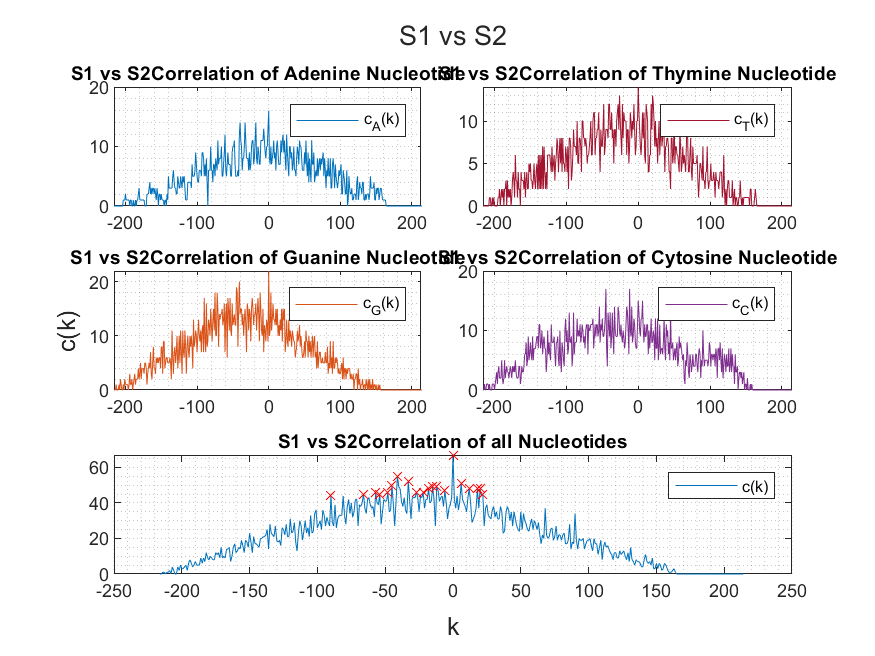 S1 vs S2
S1 vs S2Correlation of Adenine Nucleotide
S1 vs S2Correlation of Thymine Nucleotide
20
10
0
-200 -100 0 100 200
c_A(k)
10
5
0
-200 -100 0 100 200
c_T(k)
S1 vs S2Correlation of Guanine Nucleotide
S1 vs S2Correlation of Cytosine Nucleotide
c(k)
20
10
0
-200 -100 0 100 200
c_G(k)
20
10
0
-200 -100 0 100 200
c_C(k)
S1 vs S2Correlation of all Nucleotides
60
40
20
0
-250 -200 -150 -100 -50 0 50 100 150 200 250
c(k)
k